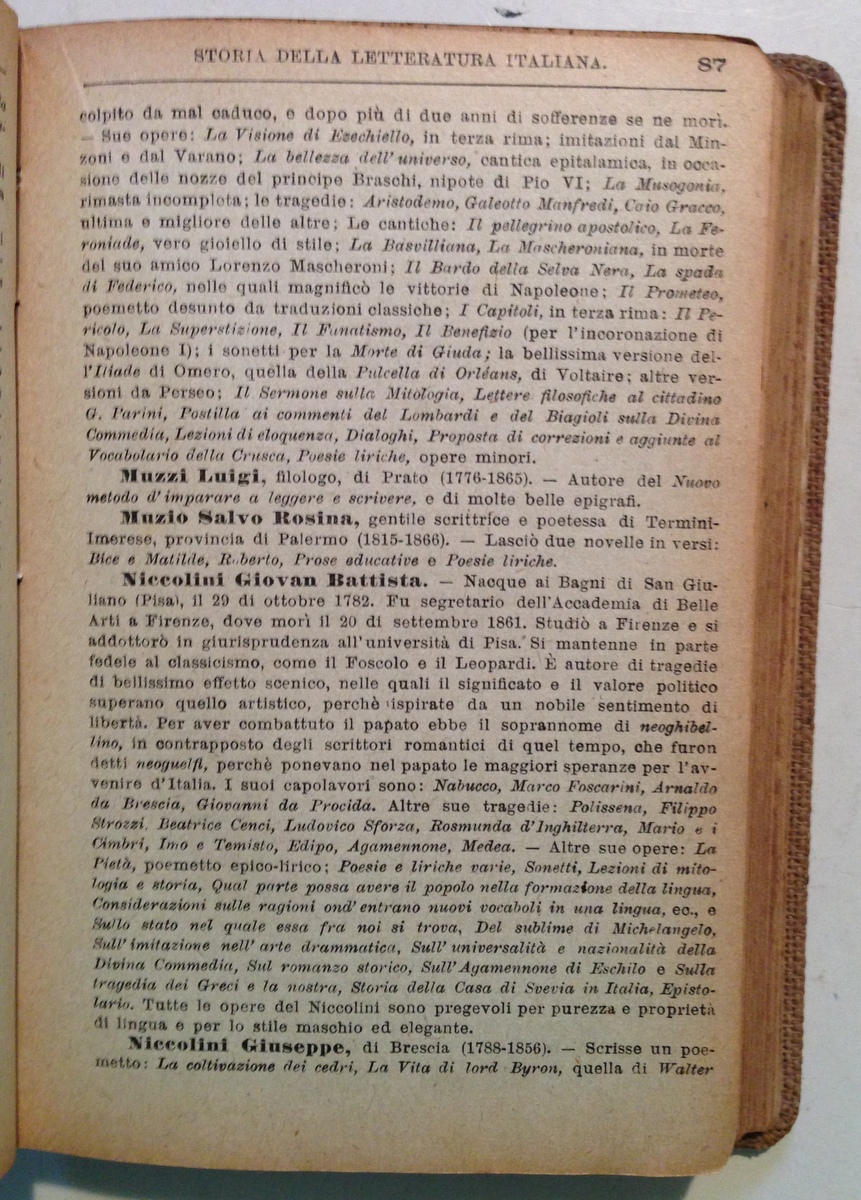 STORIA DELLA LETTERATURA ITALIANA. 87
colpito da mal caduco, e dopo più di due anni di sofferenze se ne morì.
— Sue opere: La Visione di Ezechiello, in terza rima; imitazioni dal Min-
zoni e dal Varano; La bellezza dell'universo, cantica epitalamica, in occa-
sione delle nozze del principe Braschi, nipote di Pio VI; La Musogonia,
rimasta incompleta; le tragedie: Aristodemo, Galeotto Manfredi, Caio Gracco,
ultima e migliore delle altre; Le cantiche: Il pellegrino apostolico, La Fe-
roniade, vero gioiello di stile; La Basvilliana, La Mascheroniana, in morte
del suo amico Lorenzo Mascheroni; Il Bardo della Selva Nera, La spada
di Federico, nelle quali magnificò le vittorie di Napoleone; Il Prometeo,
poemetto desunto da traduzioni classiche; I Capitoli, in terza rima: Il Pe-
ricolo, La Superstizione, Il Fanatismo, Il Benefizio (per l'incoronazione di
Napoleone I); i sonetti per la Morte di Giuda; la bellissima versione del-
l'Iliade di Omero, quella della Pulcella di Orléans, di Voltaire; altre ver-
sioni da Perseo; Il Sermone sulla Mitologia, Lettere filosofiche al cittadino
G. Parini, Postilla ai commenti del Lombardi e del Biagioli sulla Divina
Commedia, Lezioni di eloquenza, Dialoghi, Proposta di correzioni e aggiunte al
Vocabolario della Crusca, Poesie liriche, opere minori.
Muzzi Luigi, filologo, di Prato (1776-1865). — Autore del Nuovo
metodo d'imparare a leggere e scrivere, e di molte belle epigrafi.
Muzio Salvo Rosina, gentile scrittrice e poetessa di Termini-
Imerese, provincia di Palermo (1815-1866). — Lasciò due novelle in versi:
Bice e Matilde, Roberto, Prose educative e Poesie liriche.
Niccolini Giovan Battista. — Nacque ai Bagni di San Giu-
liano (Pisa), il 29 di ottobre 1782. Fu segretario dell'Accademia di Belle
Arti a Firenze, dove morì il 20 di settembre 1861. Studiò a Firenze e si
addottorò in giurisprudenza all'università di Pisa. Si mantenne in parte
fedele al classicismo, come il Foscolo e il Leopardi. È autore di tragedie
di bellissimo effetto scenico, nelle quali il significato e il valore politico
superano quello artistico, perchè ispirate da un nobile sentimento di
libertà. Per aver combattuto il papato ebbe il soprannome di neoghibel-
lino, in contrapposto degli scrittori romantici di quel tempo, che furon
detti neoguelfi, perchè ponevano nel papato le maggiori speranze per l'av-
venire d'Italia. I suoi capolavori sono: Nabucco, Marco Foscarini, Arnaldo
da Brescia, Giovanni da Procida. Altre sue tragedie: Polissena, Filippo
Strozzi, Beatrice Cenci, Ludovico Sforza, Rosmunda d'Inghilterra, Mario e i
Cimbri, Imo e Temisto, Edipo, Agamennone, Medea. — Altre sue opere: La
Pietà, poemetto epico-lirico; Poesie e liriche varie, Sonetti, Lezioni di mito-
logia e storia, Qual parte possa avere il popolo nella formazione della lingua,
Considerazioni sulle ragioni ond'entrano nuovi vocaboli in una lingua, ec., e
Sullo stato nel quale essa fra noi si trova, Del sublime di Michelangelo,
Sull'imitazione nell'arte drammatica, Sull'universalità e nazionalità della
Divina Commedia, Sul romanzo storico, Sull'Agamennone di Eschilo e Sulla
tragedia dei Greci e la nostra, Storia della Casa di Svevia in Italia, Episto-
lario. Tutte le opere del Niccolini sono pregevoli per purezza e proprietà
di lingua e per lo stile maschio ed elegante.
Niccolini Giuseppe, di Brescia (1788-1856). — Scrisse un poe-
metto: La coltivazione dei cedri, La Vita di lord Byron, quella di Walter